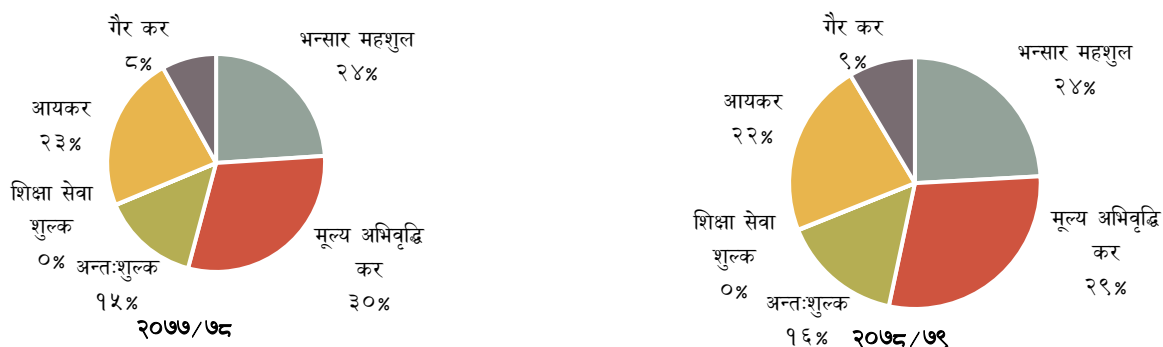 गैर कर
८%
भन्सार महशुल
२४%
आयकर
२३%
शिक्षा सेवा
शुल्क
०%
अन्तःशुल्क
१५%
मूल्य अभिवृद्धि
कर
३०%
२०७७/७८
गैर कर
९%
भन्सार महशुल
२४%
आयकर
२२%
शिक्षा सेवा
शुल्क
०%
अन्तःशुल्क
१६%
मूल्य अभिवृद्धि
कर
२९%
२०७८/७९